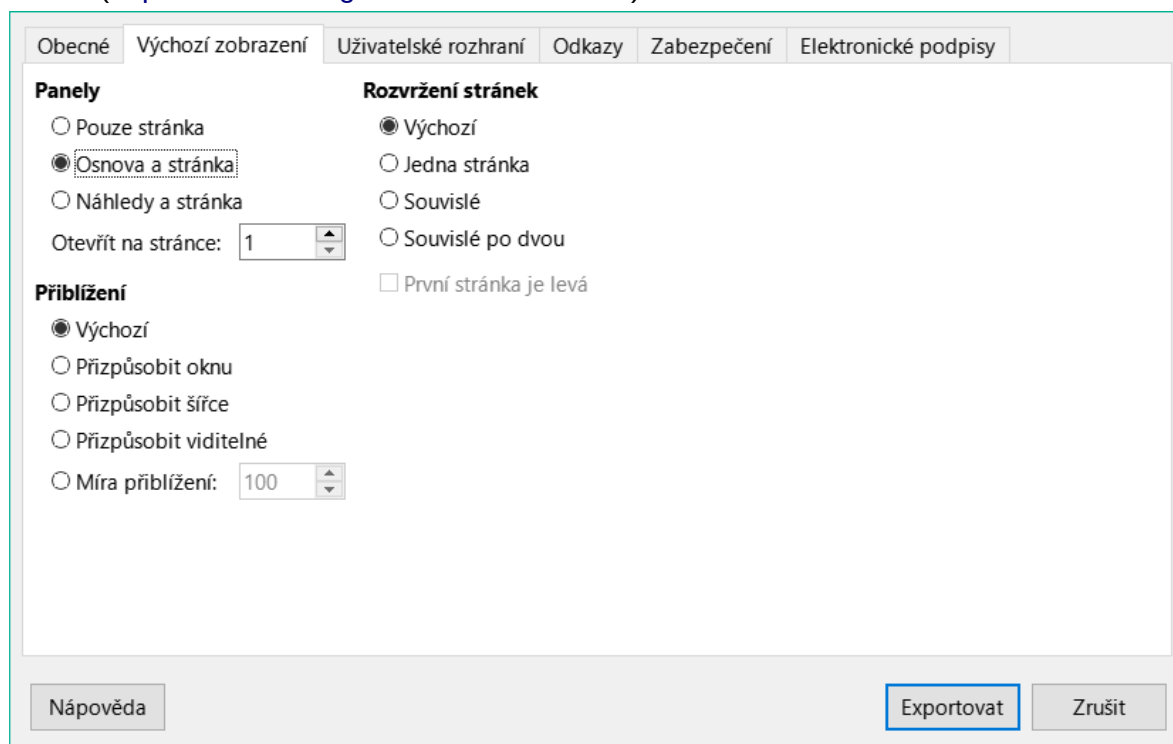 Obecné Výchozí zobrazení Uživatelské rozhraní Odkazy Zabezpečení Elektronické podpisy
Panely
Pouze stránka
Osnova a stránka
Náhledy a stránka
Otevřít na stránce: 1
Přiblížení
Výchozí
Přizpůsobit oknu
Přizpůsobit šířce
Přizpůsobit viditelné
Míra přiblížení: 100
Rozvržení stránek
Výchozí
Jedna stránka
Souvislé
Souvislé po dvou
První stránka je levá
Nápověda Exportovat Zrušit